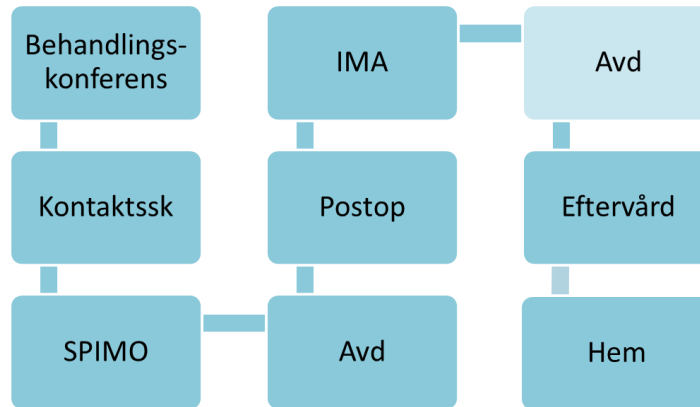 Behandlings-
konferens
Kontaktssk
SPIMO
Avd
Postop
IMA
Avd
Eftervård
Hem